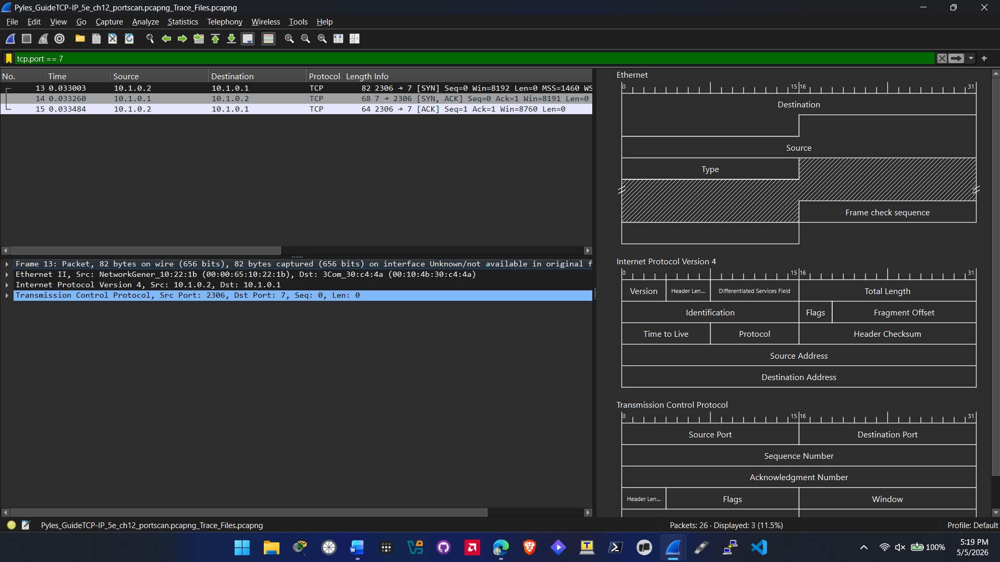 Pyles_GuideTCP-IP_5e_ch12_portscan.pcapng_Trace_Files.pcapng
File Edit View Go Capture Analyze Statistics Telephony Wireless Tools Help
tcp.port == 7
No. Time Source Destination Protocol Length Info
13 0.033003 10.1.0.2 10.1.0.1 TCP 82 2306 → 7 [SYN] Seq=0 Win=8192 Len=0 MSS=1460 WS
14 0.033260 10.1.0.1 10.1.0.2 TCP 68 7 → 2306 [SYN, ACK] Seq=0 Ack=1 Win=8191 Len=0
15 0.033484 10.1.0.2 10.1.0.1 TCP 64 2306 → 7 [ACK] Seq=1 Ack=1 Win=8760 Len=0
Frame 13: Packet, 82 bytes on wire (656 bits), 82 bytes captured (656 bits) on interface Unknown/not available in original f
Ethernet II, Src: NetworkGener_10:22:1b (00:00:65:10:22:1b), Dst: 3Com_30:c4:4a (00:10:4b:30:c4:4a)
Internet Protocol Version 4, Src: 10.1.0.2, Dst: 10.1.0.1
Transmission Control Protocol, Src Port: 2306, Dst Port: 7, Seq: 0, Len: 0
Ethernet
0 15 16 31
Destination
Source
Type
Frame check sequence
Internet Protocol Version 4
0 15 16 31
Version Header Len... Differentiated Services Field Total Length
Identification Flags Fragment Offset
Time to Live Protocol Header Checksum
Source Address
Destination Address
Transmission Control Protocol
0 15 16 31
Source Port Destination Port
Sequence Number
Acknowledgment Number
Header Len... Flags Window
Pyles_GuideTCP-IP_5e_ch12_portscan.pcapng_Trace_Files.pcapng
Packets: 26 · Displayed: 3 (11.5%)
Profile: Default
100%
5:19 PM
5/5/2026